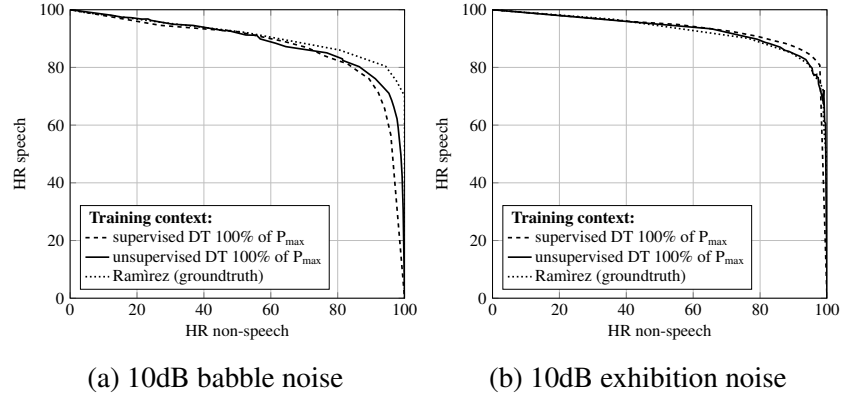 100
80
60
40
20
0
HR speech
Training context:
supervised DT 100% of Pmax
unsupervised DT 100% of Pmax
Ramìrez (groundtruth)
0 20 40 60 80 100
HR non-speech
(a) 10dB babble noise
100
80
60
40
20
0
HR speech
Training context:
supervised DT 100% of Pmax
unsupervised DT 100% of Pmax
Ramìrez (groundtruth)
0 20 40 60 80 100
HR non-speech
(b) 10dB exhibition noise